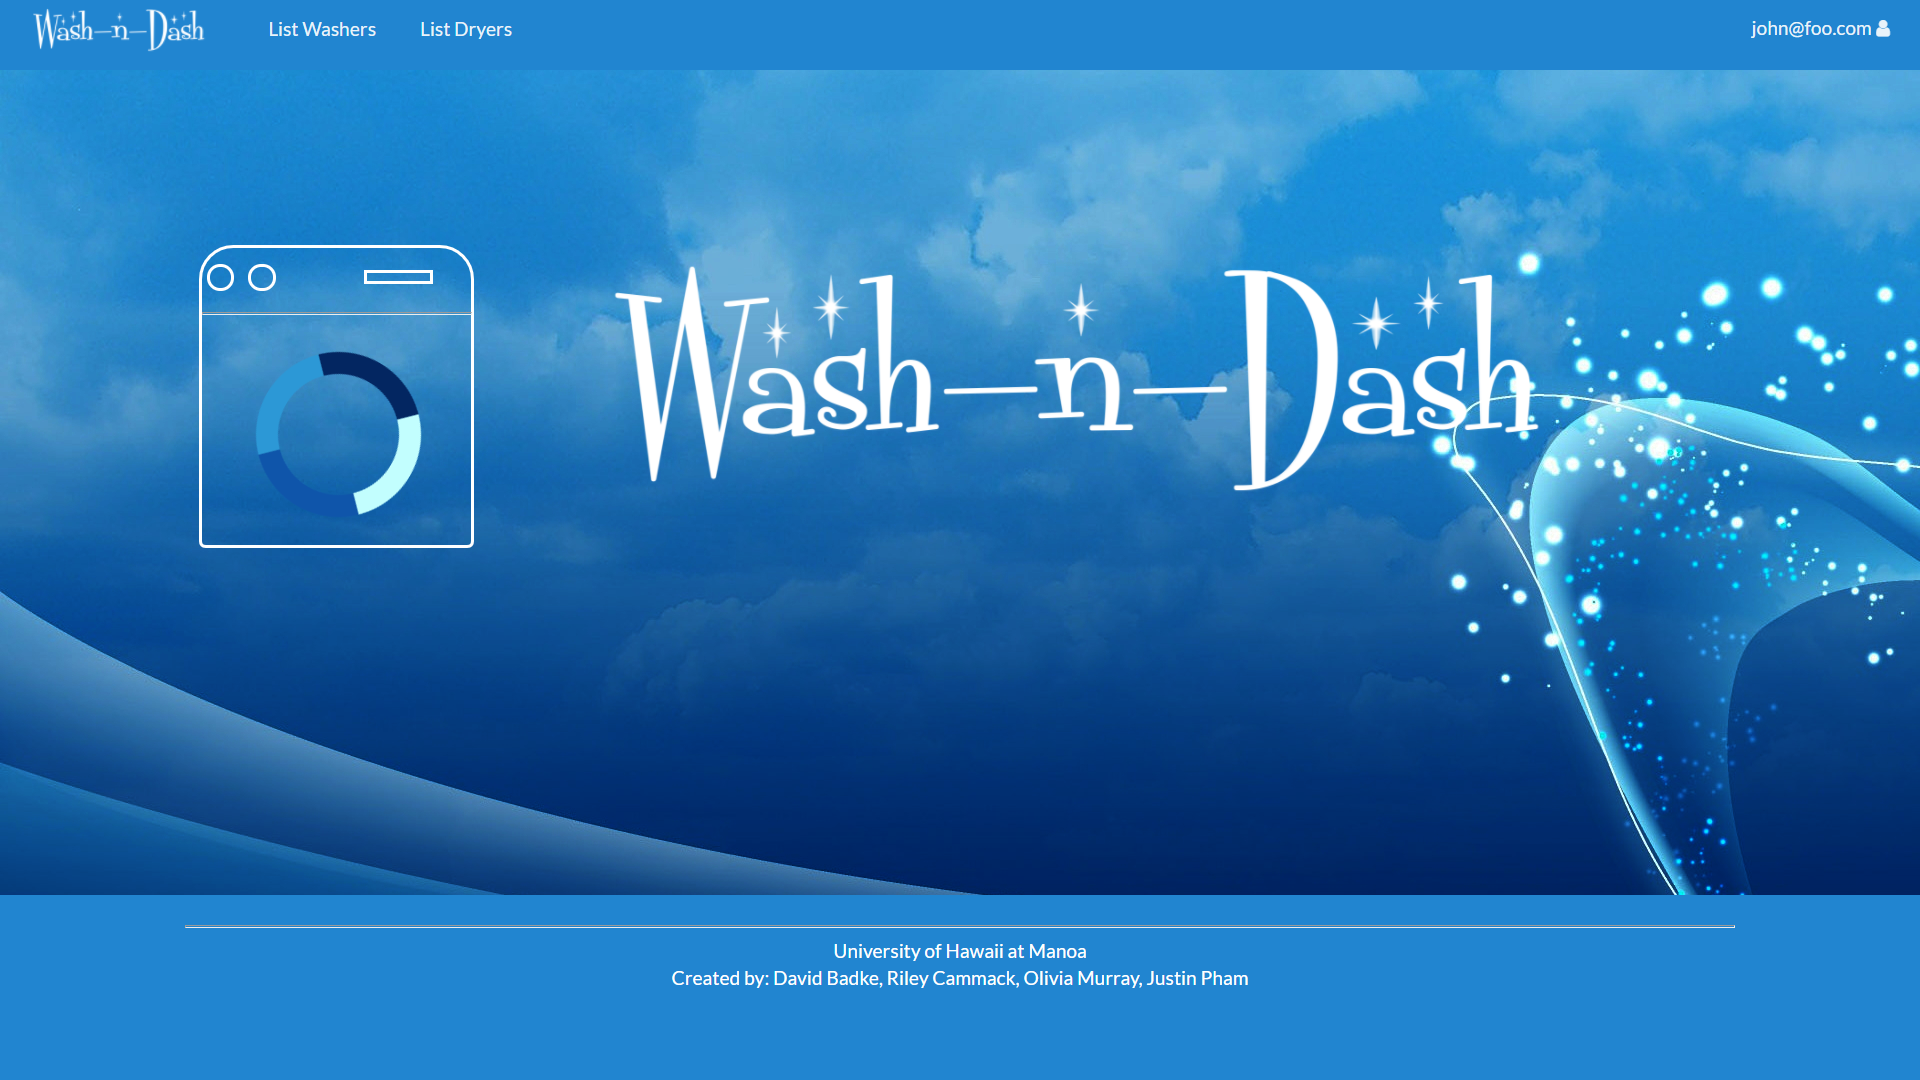 Wash-n-Dash
List Washers
List Dryers
john@foo.com
Wash-n-Dash
University of Hawaii at Manoa
Created by: David Badke, Riley Cammack, Olivia Murray, Justin Pham